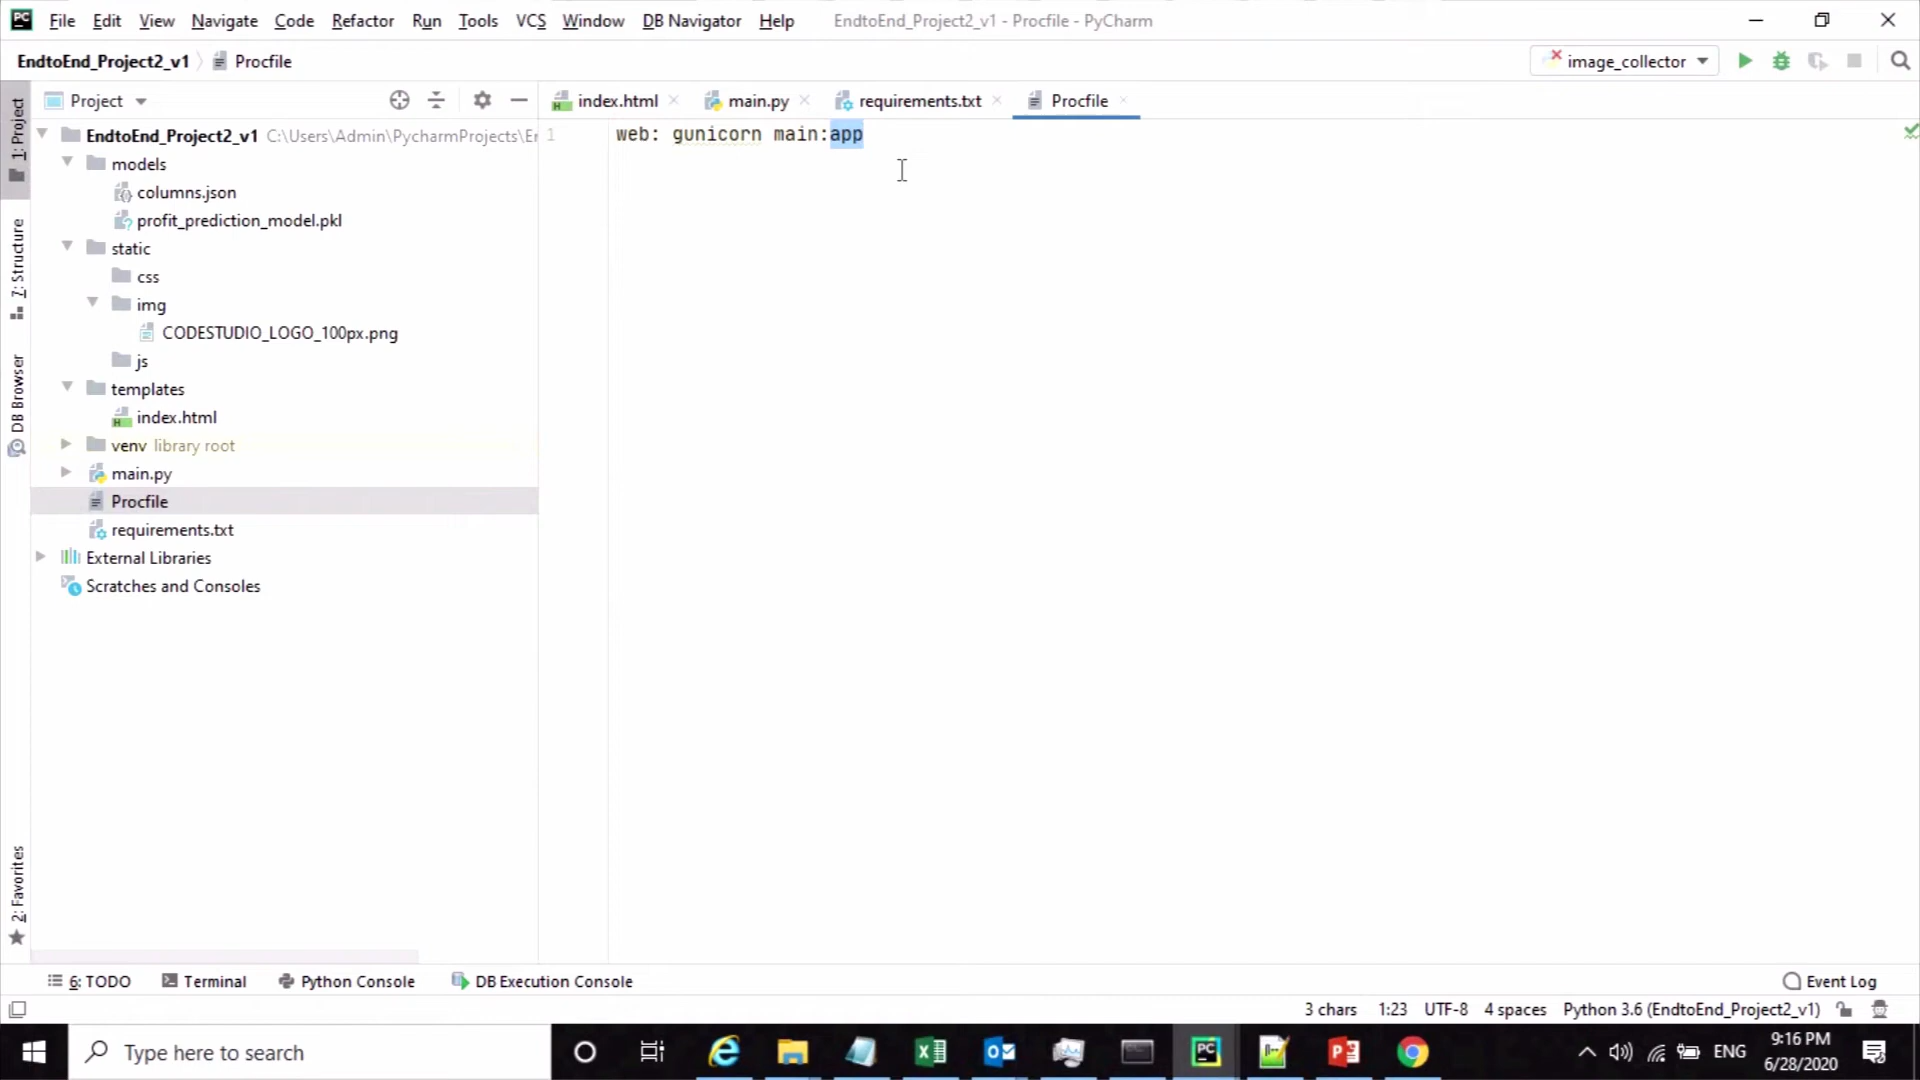 File Edit View Navigate Code Refactor Run Tools VCS Window DB Navigator Help EndtoEnd_Project2_v1 - Procfile - PyCharm
EndtoEnd_Project2_v1 Procfile image_collector
Project index.html main.py requirements.txt Procfile
1: Project
7: Structure
DB Browser
2: Favorites
EndtoEnd_Project2_v1 C:\Users\Admin\PycharmProjects\Er
models
columns.json
profit_prediction_model.pkl
static
css
img
CODESTUDIO_LOGO_100px.png
js
templates
index.html
venv library root
main.py
Procfile
requirements.txt
External Libraries
Scratches and Consoles
1 web: gunicorn main:app
6: TODO Terminal Python Console DB Execution Console Event Log
3 chars 1:23 UTF-8 4 spaces Python 3.6 (EndtoEnd_Project2_v1)
Type here to search ENG 9:16 PM
6/28/2020